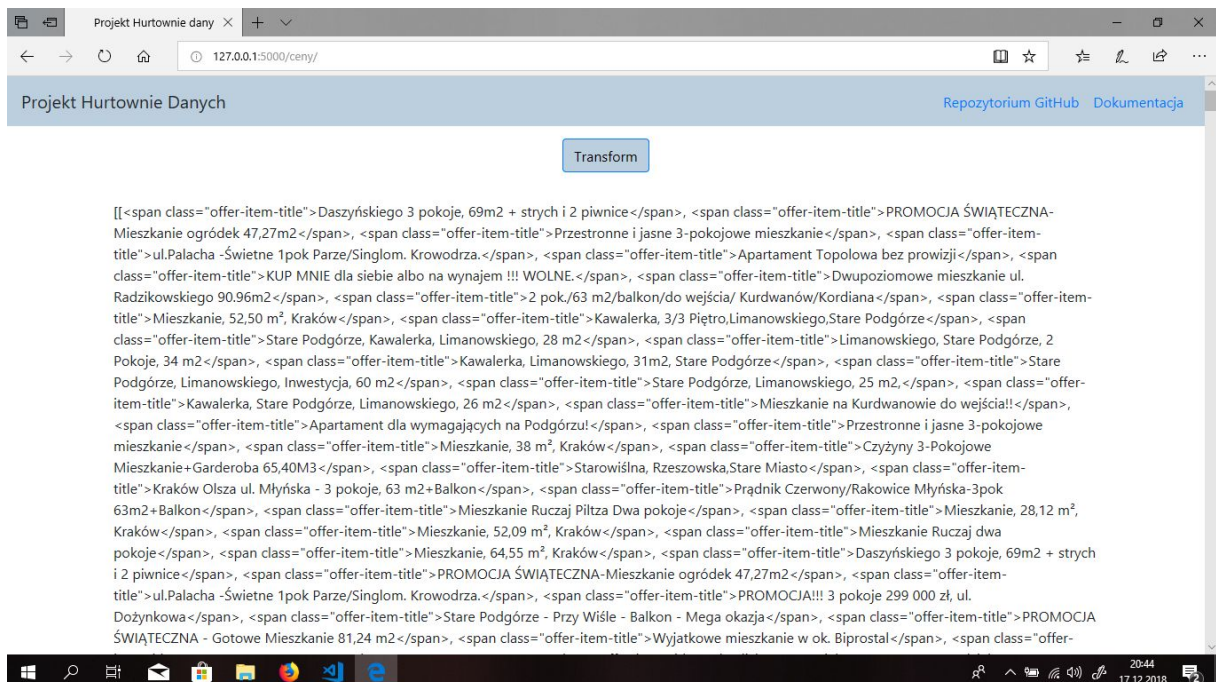 Projekt Hurtownie dany
127.0.0.1:5000/ceny/
Projekt Hurtownie Danych
Repozytorium GitHub Dokumentacja
Transform
[[<span class="offer-item-title">Daszyńskiego 3 pokoje, 69m2 + strych i 2 piwnice</span>, <span class="offer-item-title">PROMOCJA ŚWIĄTECZNA-
Mieszkanie ogródek 47,27m2</span>, <span class="offer-item-title">Przestronne i jasne 3-pokojowe mieszkanie</span>, <span class="offer-item-
title">ul.Palacha -Świetne 1pok Parze/Singlom. Krowodrza.</span>, <span class="offer-item-title">Apartament Topolowa bez prowizji</span>, <span
class="offer-item-title">KUP MNIE dla siebie albo na wynajem !!! WOLNE.</span>, <span class="offer-item-title">Dwupoziomowe mieszkanie ul.
Radzikowskiego 90.96m2</span>, <span class="offer-item-title">2 pok./63 m2/balkon/do wejścia/ Kurdwanów/Kordiana</span>, <span class="offer-item-
title">Mieszkanie, 52,50 m², Kraków</span>, <span class="offer-item-title">Kawalerka, 3/3 Piętro,Limanowskiego,Stare Podgórze</span>, <span
class="offer-item-title">Stare Podgórze, Kawalerka, Limanowskiego, 28 m2</span>, <span class="offer-item-title">Limanowskiego, Stare Podgórze, 2
Pokoje, 34 m2</span>, <span class="offer-item-title">Kawalerka, Limanowskiego, 31m2, Stare Podgórze</span>, <span class="offer-item-title">Stare
Podgórze, Limanowskiego, Inwestycja, 60 m2</span>, <span class="offer-item-title">Stare Podgórze, Limanowskiego, 25 m2,</span>, <span class="offer-
item-title">Kawalerka, Stare Podgórze, Limanowskiego, 26 m2</span>, <span class="offer-item-title">Mieszkanie na Kurdwanowie do wejścia!!</span>,
<span class="offer-item-title">Apartament dla wymagających na Podgórzu!</span>, <span class="offer-item-title">Przestronne i jasne 3-pokojowe
mieszkanie</span>, <span class="offer-item-title">Mieszkanie, 38 m², Kraków</span>, <span class="offer-item-title">Czyżyny 3-Pokojowe
Mieszkanie+Garderoba 65,40M3</span>, <span class="offer-item-title">Starowiślna, Rzeszowska,Stare Miasto</span>, <span class="offer-item-
title">Kraków Olsza ul. Młyńska - 3 pokoje, 63 m2+Balkon</span>, <span class="offer-item-title">Prądnik Czerwony/Rakowice Młyńska-3pok
63m2+Balkon</span>, <span class="offer-item-title">Mieszkanie Ruczaj Piltza Dwa pokoje</span>, <span class="offer-item-title">Mieszkanie, 28,12 m²,
Kraków</span>, <span class="offer-item-title">Mieszkanie, 52,09 m², Kraków</span>, <span class="offer-item-title">Mieszkanie Ruczaj dwa
pokoje</span>, <span class="offer-item-title">Mieszkanie, 64,55 m², Kraków</span>, <span class="offer-item-title">Daszyńskiego 3 pokoje, 69m2 + strych
i 2 piwnice</span>, <span class="offer-item-title">PROMOCJA ŚWIĄTECZNA-Mieszkanie ogródek 47,27m2</span>, <span class="offer-item-
title">ul.Palacha -Świetne 1pok Parze/Singlom. Krowodrza.</span>, <span class="offer-item-title">PROMOCJA!!! 3 pokoje 299 000 zł, ul.
Dożynkowa</span>, <span class="offer-item-title">Stare Podgórze - Przy Wiśle - Balkon - Mega okazja</span>, <span class="offer-item-title">PROMOCJA
ŚWIĄTECZNA - Gotowe Mieszkanie 81,24 m2</span>, <span class="offer-item-title">Wyjatkowe mieszkanie w ok. Biprostal</span>, <span class="offer-
20:44
17.12.2018